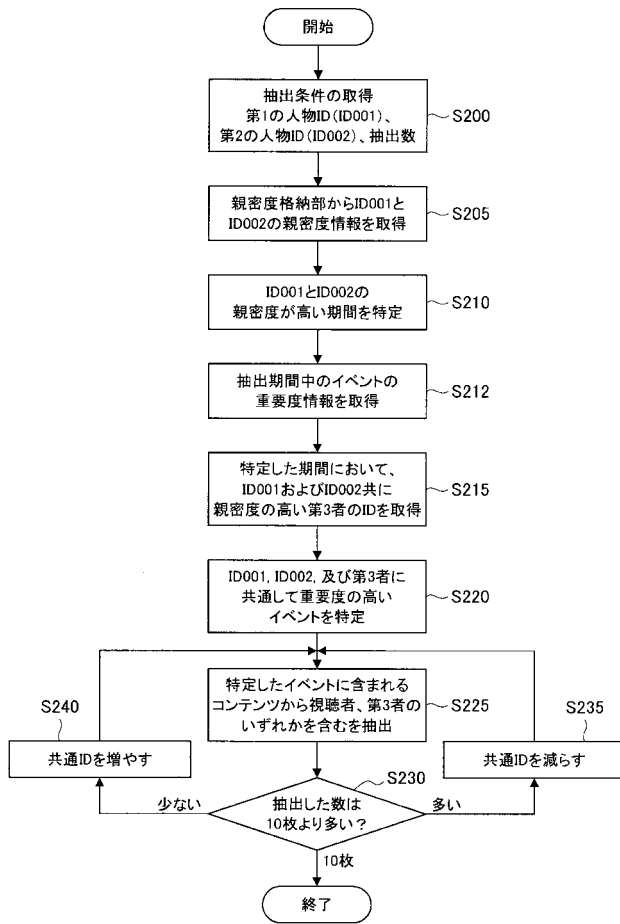 開始
抽出条件の取得
第1の人物ID(ID001)、
第2の人物ID(ID002)、抽出数
S200
親密度格納部からID001と
ID002の親密度情報を取得
S205
ID001とID002の
親密度が高い期間を特定
S210
抽出期間中のイベントの
重要度情報を取得
S212
特定した期間において、
ID001およびID002共に
親密度の高い第3者のIDを取得
S215
ID001, ID002, 及び第3者に
共通して重要度の高い
イベントを特定
S220
特定したイベントに含まれる
コンテンツから視聴者、第3者の
いずれかを含むを抽出
S225
S240
共通IDを増やす
S235
共通IDを減らす
S230
少ない
抽出した数は
10枚より多い?
多い
10枚
終了